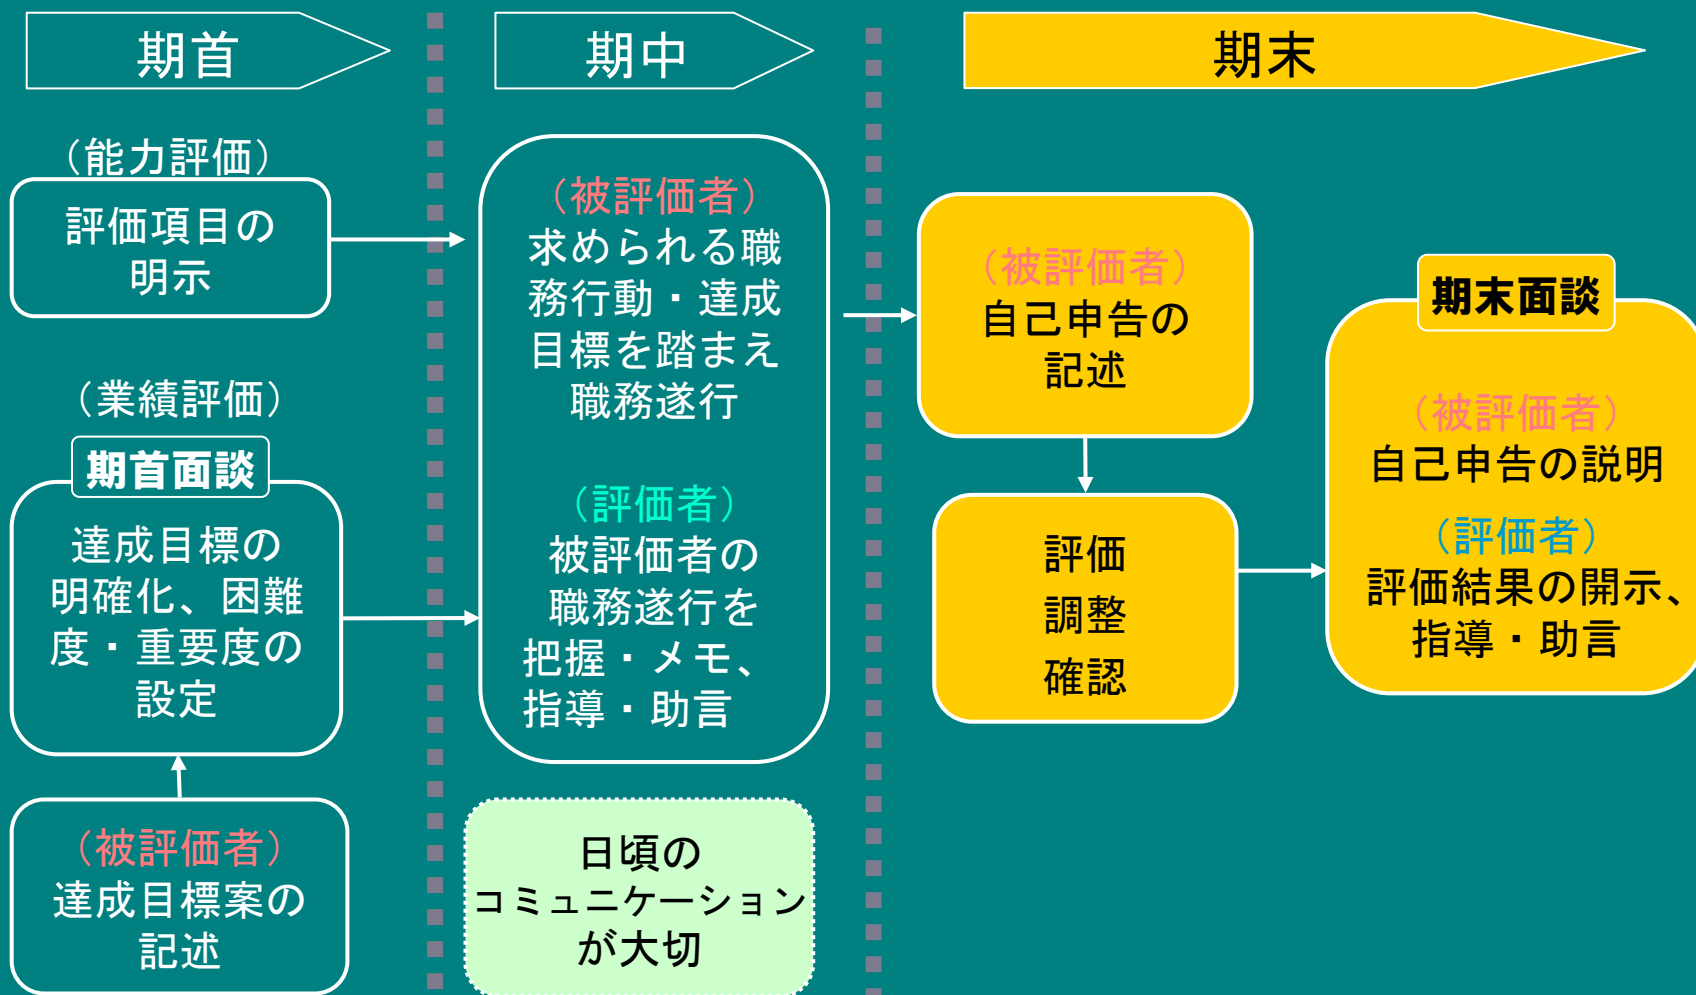 期首
（能力評価）
評価項目の
明示
（業績評価）
期首面談
達成目標の
明確化、困難
度・重要度の
設定
（被評価者）
達成目標案の
記述
期中
（被評価者）
求められる職
務行動・達成
目標を踏まえ
職務遂行
（評価者）
被評価者の
職務遂行を
把握・メモ、
指導・助言
日頃の
コミュニケーション
が大切
期末
（被評価者）
自己申告の
記述
評価
調整
確認
期末面談
（被評価者）
自己申告の説明
（評価者）
評価結果の開示、
指導・助言